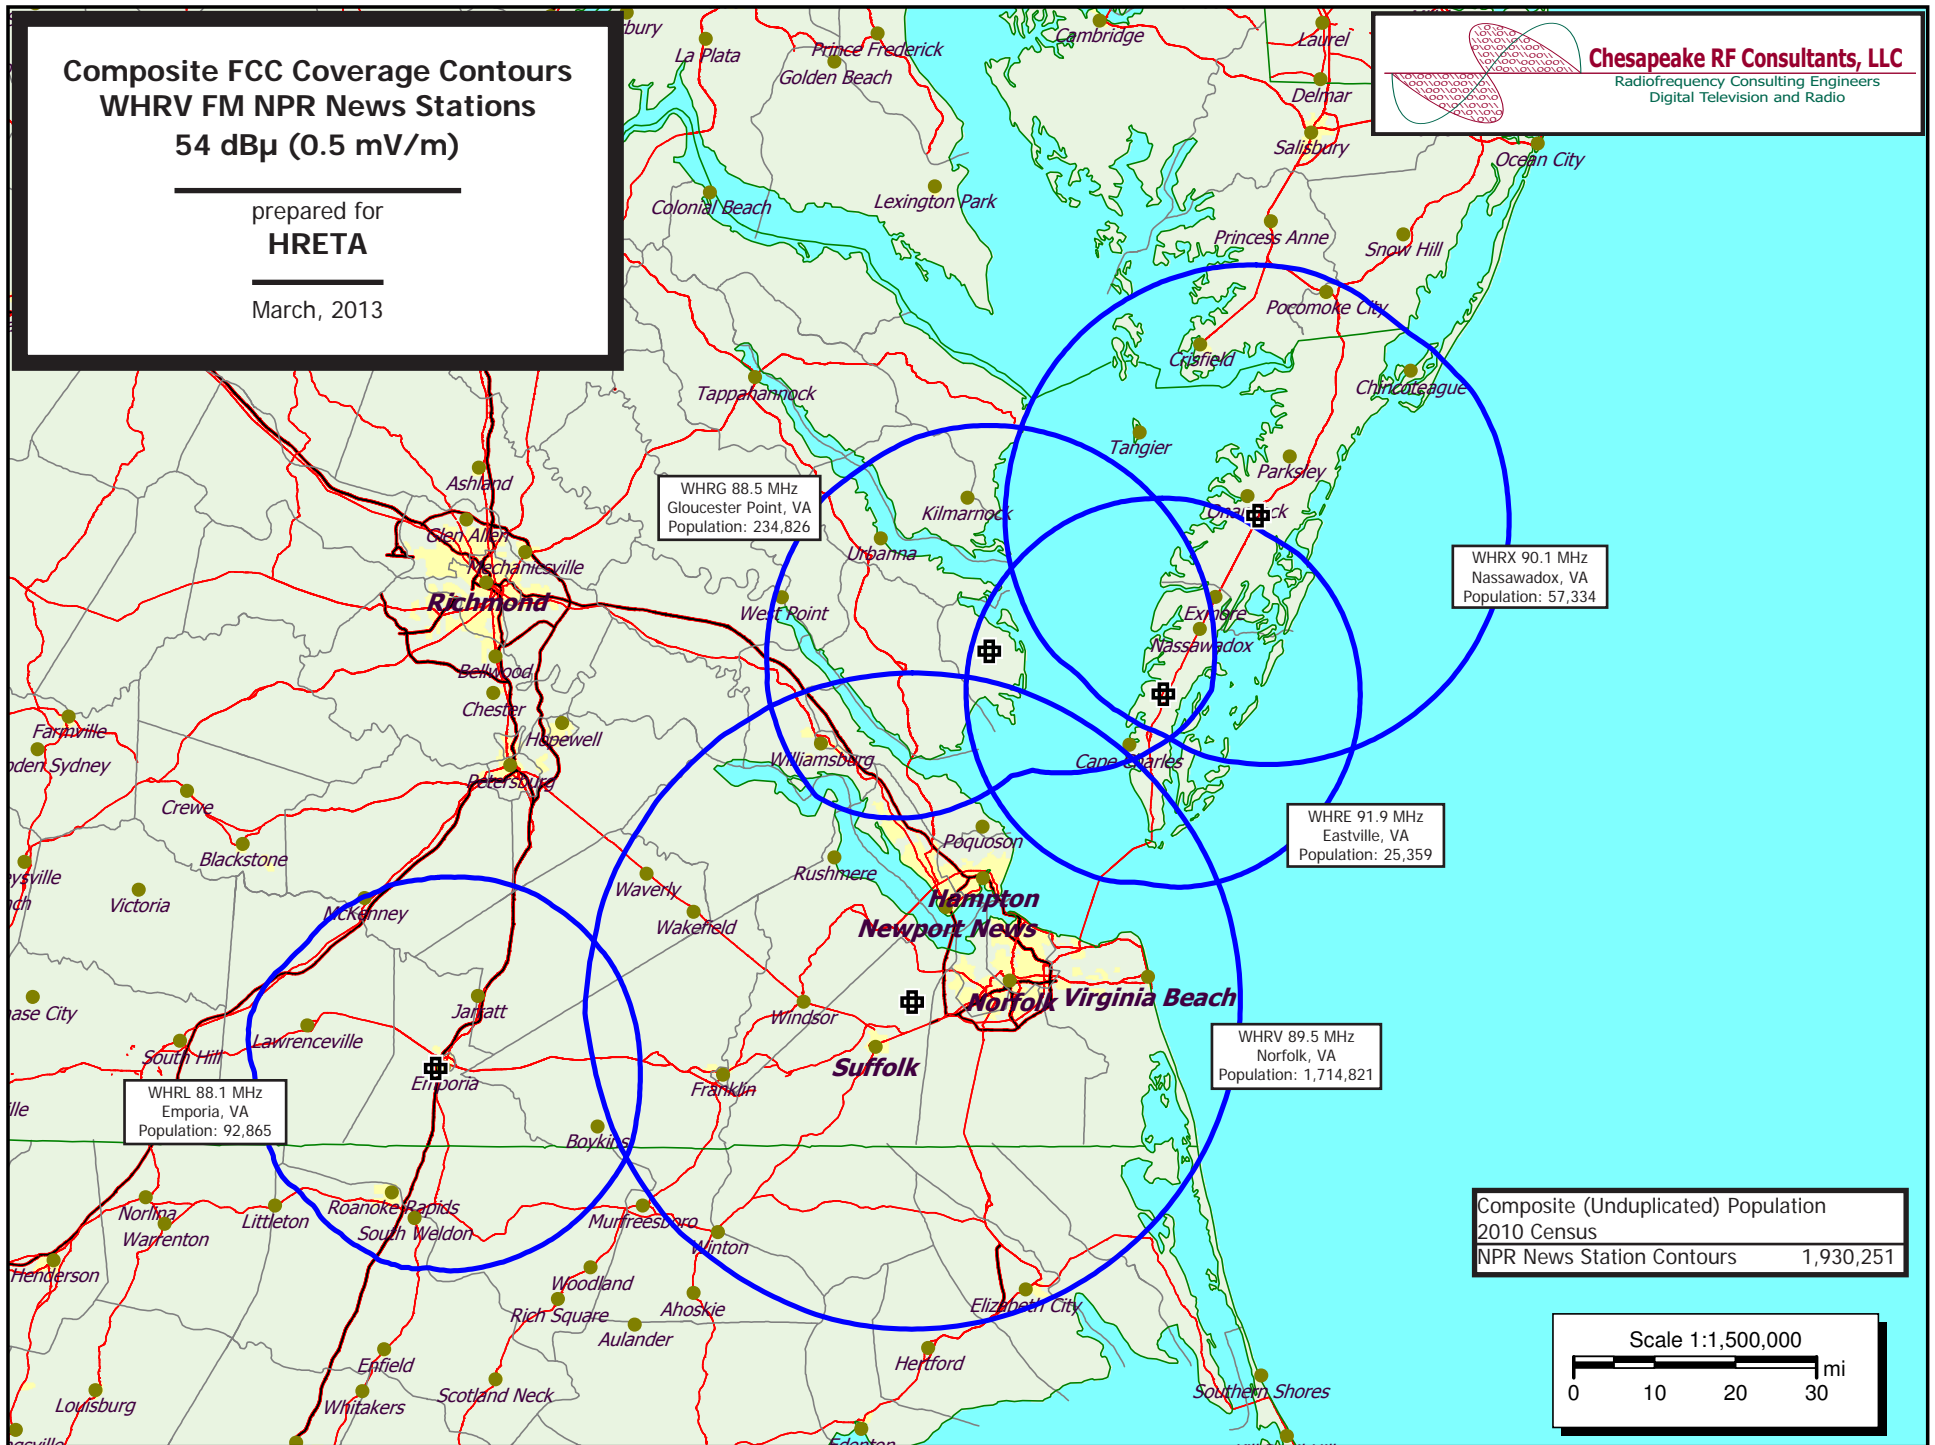 Composite FCC Coverage Contours
WHRV FM NPR News Stations
54 dBµ (0.5 mV/m)
prepared for
HRETA
March, 2013
Chesapeake RF Consultants, LLC
Radiofrequency Consulting Engineers
Digital Television and Radio
La Plata
Prince Frederick
Golden Beach
Cambridge
Laurel
Delmar
Salisbury
Ocean City
Colonial Beach
Lexington Park
Princess Anne
Snow Hill
Pocomoke City
Crisfield
Chincoteague
Tappahannock
Tangier
Parksley
Ashland
WHRG 88.5 MHz
Gloucester Point, VA
Population: 234,826
Kilmarnock
Glen Allen
Urbanna
Mechanicsville
WHRX 90.1 MHz
Nassawadox, VA
Population: 57,334
Richmond
West Point
Exmore
Nassawadox
Bellwood
Chester
Hopewell
Farmville
Williamsburg
Cape Charles
Petersburg
Crewe
WHRE 91.9 MHz
Eastville, VA
Population: 25,359
Blackstone
Poquoson
Rushmere
Waverly
Victoria
McKenney
Wakefield
Hampton
Newport News
Norfolk
Virginia Beach
Jarratt
Windsor
Lawrenceville
South Hill
Suffolk
WHRV 89.5 MHz
Norfolk, VA
Population: 1,714,821
Emporia
Franklin
WHRL 88.1 MHz
Emporia, VA
Population: 92,865
Boykins
Norlina
Warrenton
Littleton
Roanoke Rapids
South Weldon
Murfreesboro
Winton
Composite (Unduplicated) Population
2010 Census
NPR News Station Contours 1,930,251
Henderson
Woodland
Rich Square
Ahoskie
Elizabeth City
Aulander
Hertford
Enfield
Scotland Neck
Whitakers
Louisburg
Southern Shores
Edenton
Scale 1:1,500,000
mi
0 10 20 30